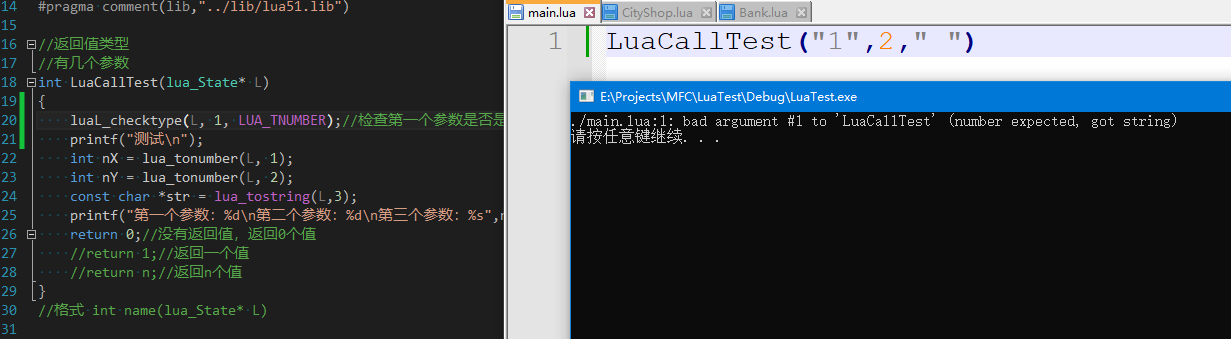 14 #pragma comment(lib,"../lib/lua51.lib")
15
16 //返回值类型
17 //有几个参数
18 int LuaCallTest(lua_State* L)
19 {
20 luaL_checktype(L, 1, LUA_TNUMBER);//检查第一个参数是否是
21 printf("测试\n");
22 int nX = lua_tonumber(L, 1);
23 int nY = lua_tonumber(L, 2);
24 const char *str = lua_tostring(L,3);
25 printf("第一个参数: %d\n第二个参数: %d\n第三个参数: %s",n
26 return 0;//没有返回值, 返回0个值
27 //return 1;//返回一个值
28 //return n;//返回n个值
29 }
30 //格式 int name(lua_State* L)
31
main.lua CityShop.lua Bank.lua
1 LuaCallTest("1",2," ")
E:\Projects\MFC\LuaTest\Debug\LuaTest.exe
./main.lua:1: bad argument #1 to 'LuaCallTest' (number expected, got string)
请按任意键继续. . .